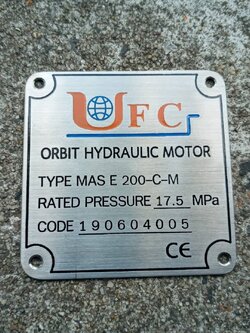 UFC
ORBIT HYDRAULIC MOTOR
TYPE MAS E 200-C-M
RATED PRESSURE 17.5 MPa
CODE 190604005
CE